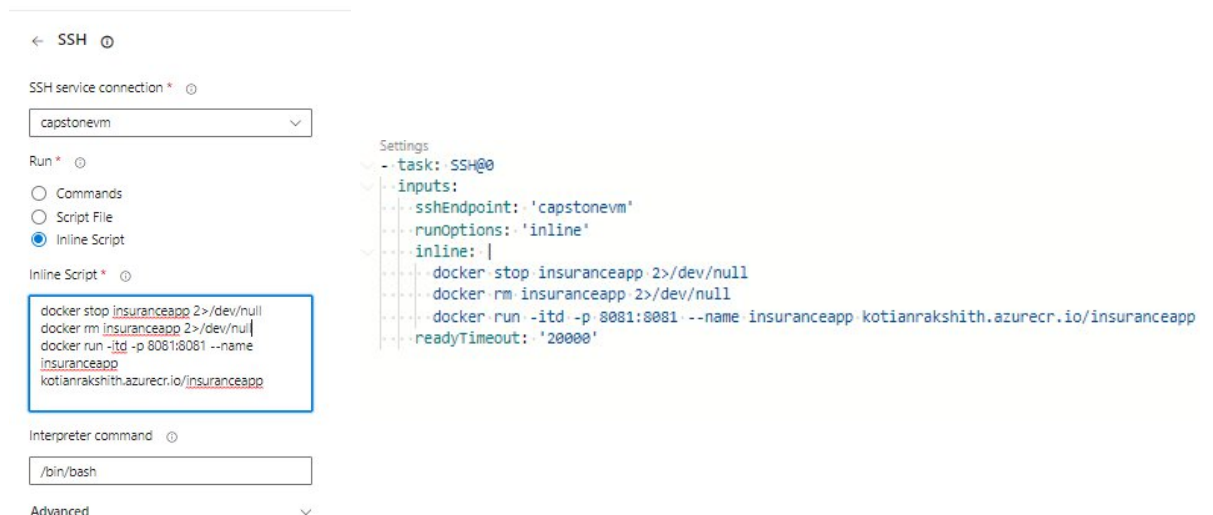 ← SSH
SSH service connection *
capstonevm
Run *
Commands
Script File
Inline Script
Inline Script *
docker stop insuranceapp 2>/dev/null
docker rm insuranceapp 2>/dev/null
docker run -itd -p 8081:8081 --name
insuranceapp
kotianrakshith.azurecr.io/insuranceapp
Interpreter command
/bin/bash
Advanced
Settings
- task: SSH@0
inputs:
sshEndpoint: 'capstonevm'
runOptions: 'inline'
inline: |
docker stop insuranceapp 2>/dev/null
docker rm insuranceapp 2>/dev/null
docker run -itd -p 8081:8081 --name insuranceapp kotianrakshith.azurecr.io/insuranceapp
readyTimeout: '20000'